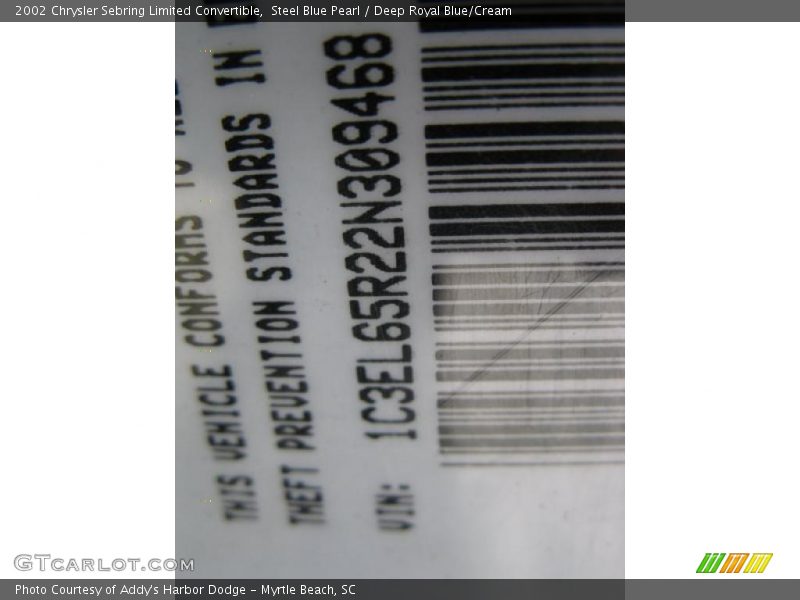 2002 Chrysler Sebring Limited Convertible,  Steel Blue Pearl / Deep Royal Blue/Cream
THIS VEHICLE CONFORMS TO
THEFT PREVENTION STANDARDS IN
VIN: 1C3EL65R22N309468
GTCARLOT.COM
Photo Courtesy of Addy's Harbor Dodge - Myrtle Beach, SC